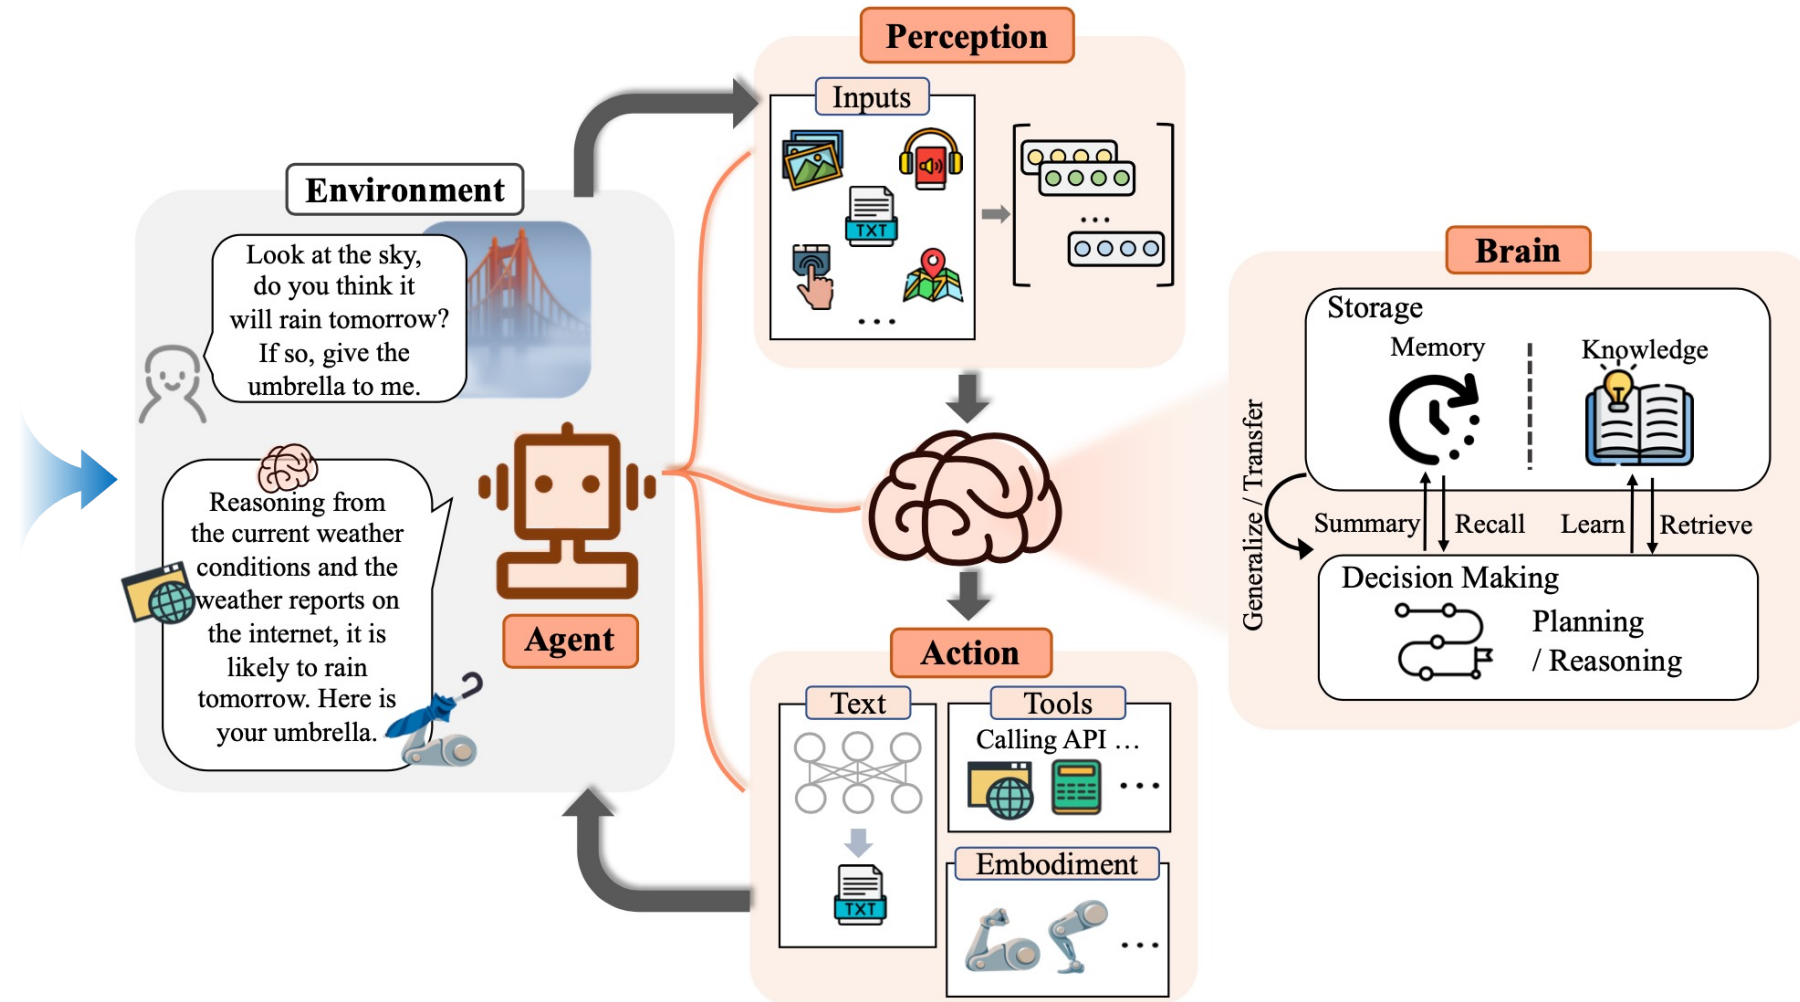 Perception
Inputs
TXT
...
...
Environment
Look at the sky,
do you think it
will rain tomorrow?
If so, give the
umbrella to me.
Reasoning from
the current weather
conditions and the
weather reports on
the internet, it is
likely to rain
tomorrow. Here is
your umbrella.
Agent
Action
Text
TXT
Tools
Calling API ...
...
Embodiment
...
Brain
Storage
Memory
Knowledge
Generalize / Transfer
Summary
Recall
Learn
Retrieve
Decision Making
Planning
/ Reasoning